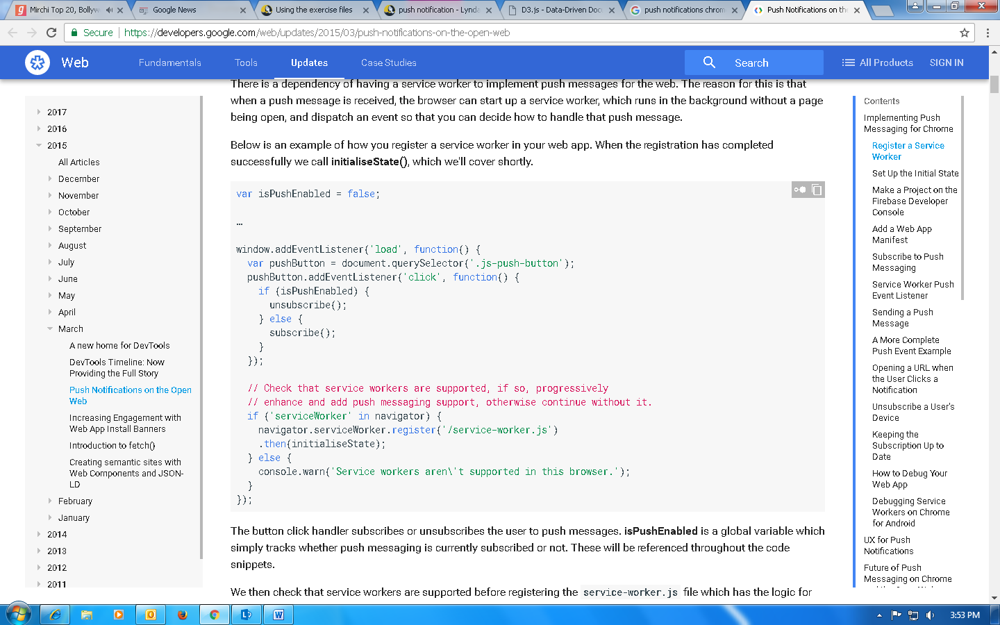 Mirchi Top 20, Bollyw
Google News
Using the exercise files
push notification - Lynda
D3.js - Data-Driven Doc
push notifications chrom
Push Notifications on the
Secure
https://developers.google.com/web/updates/2015/03/push-notifications-on-the-open-web
Web
Fundamentals
Tools
Updates
Case Studies
Search
All Products
SIGN IN
2017
2016
2015
All Articles
December
November
October
September
August
July
June
May
April
March
A new home for DevTools
DevTools Timeline: Now
Providing the Full Story
Push Notifications on the Open
Web
Increasing Engagement with
Web App Install Banners
Introduction to fetch()
Creating semantic sites with
Web Components and JSON-
LD
February
January
2014
2013
2012
2011
There is a dependency of having a service worker to implement push messages for the web. The reason for this is that
when a push message is received, the browser can start up a service worker, which runs in the background without a page
being open, and dispatch an event so that you can decide how to handle that push message.
Below is an example of how you register a service worker in your web app. When the registration has completed
successfully we call initialiseState(), which we'll cover shortly.
var isPushEnabled = false;
…
window.addEventListener('load', function() {
var pushButton = document.querySelector('.js-push-button');
pushButton.addEventListener('click', function() {
if (isPushEnabled) {
unsubscribe();
} else {
subscribe();
}
});
// Check that service workers are supported, if so, progressively
// enhance and add push messaging support, otherwise continue without it.
if ('serviceWorker' in navigator) {
navigator.serviceWorker.register('/service-worker.js')
.then(initialiseState);
} else {
console.warn('Service workers aren\'t supported in this browser.');
}
});
The button click handler subscribes or unsubscribes the user to push messages. isPushEnabled is a global variable which
simply tracks whether push messaging is currently subscribed or not. These will be referenced throughout the code
snippets.
We then check that service workers are supported before registering the service-worker.js file which has the logic for
Contents
Implementing Push
Messaging for Chrome
Register a Service
Worker
Set Up the Initial State
Make a Project on the
Firebase Developer
Console
Add a Web App
Manifest
Subscribe to Push
Messaging
Service Worker Push
Event Listener
Sending a Push
Message
A More Complete
Push Event Example
Opening a URL when
the User Clicks a
Notification
Unsubscribe a User's
Device
Keeping the
Subscription Up to
Date
How to Debug Your
Web App
Debugging Service
Workers on Chrome
for Android
UX for Push
Notifications
Future of Push
Messaging on Chrome
3:53 PM